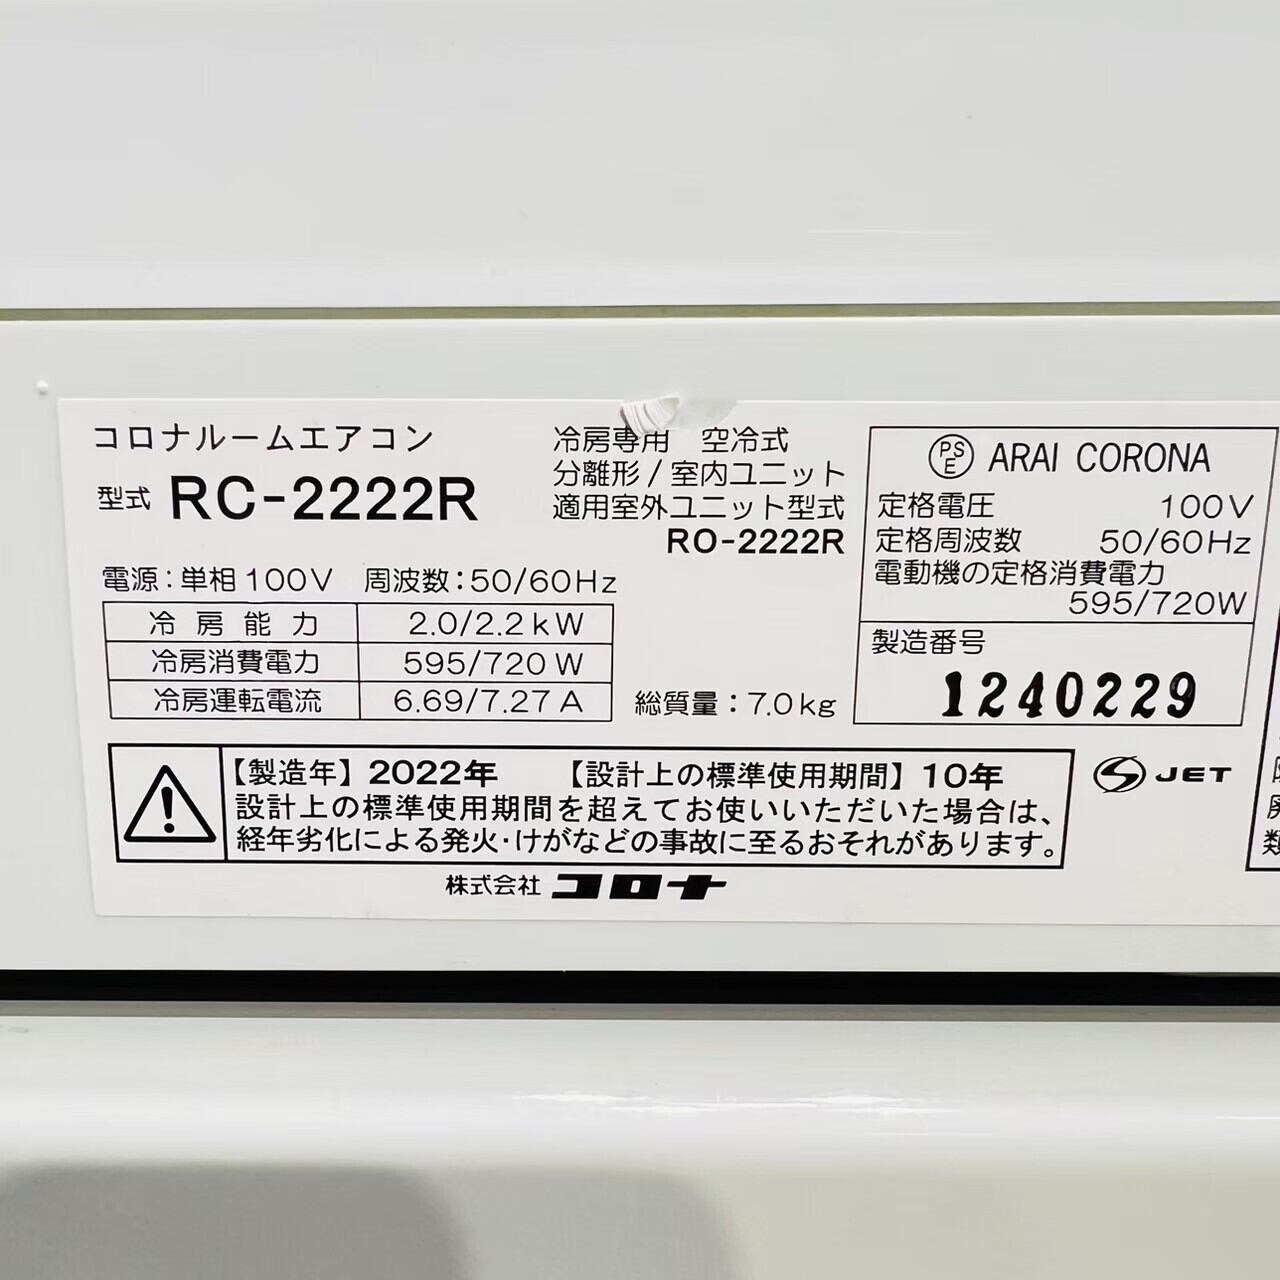 コロナルームエアコン
型式 RC-2222R
冷房専用 空冷式
分離形/室内ユニット
適用室外ユニット型式
RO-2222R
電源:単相100V 周波数:50/60Hz
冷房能力 2.0/2.2kW
冷房消費電力 595/720W
冷房運転電流 6.69/7.27A
総質量:7.0kg
PSE ARAI CORONA
定格電圧 100V
定格周波数 50/60Hz
電動機の定格消費電力
595/720W
製造番号
1240229
【製造年】2022年 【設計上の標準使用期間】10年
設計上の標準使用期間を超えてお使いいただいた場合は、
経年劣化による発火・けがなどの事故に至るおそれがあります。
JET
株式会社 コロナ
廃
類